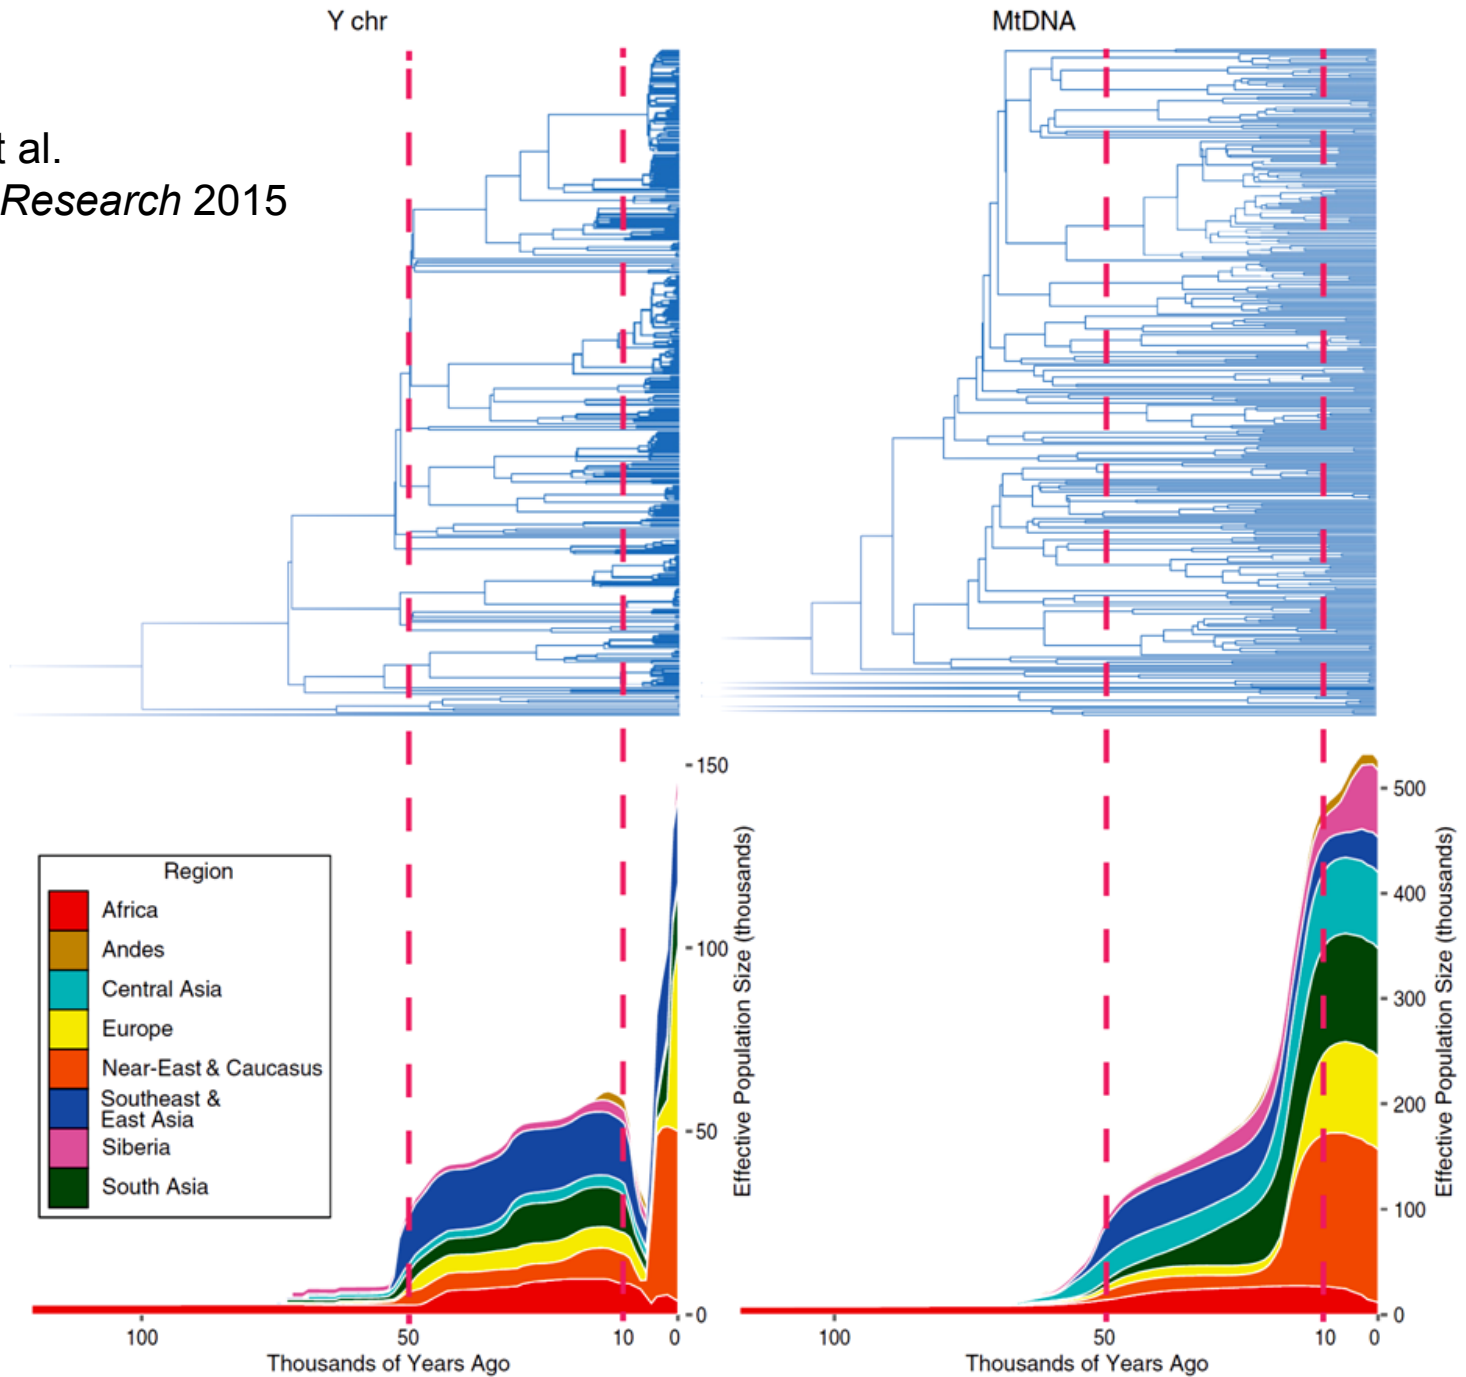 Y chr
MtDNA
t al.
Research 2015
150
100
50
0
Effective Population Size (thousands)
500
400
300
200
100
0
Effective Population Size (thousands)
Region
Africa
Andes
Central Asia
Europe
Near-East & Caucasus
Southeast &
East Asia
Siberia
South Asia
100
50
10
0
Thousands of Years Ago
100
50
10
0
Thousands of Years Ago